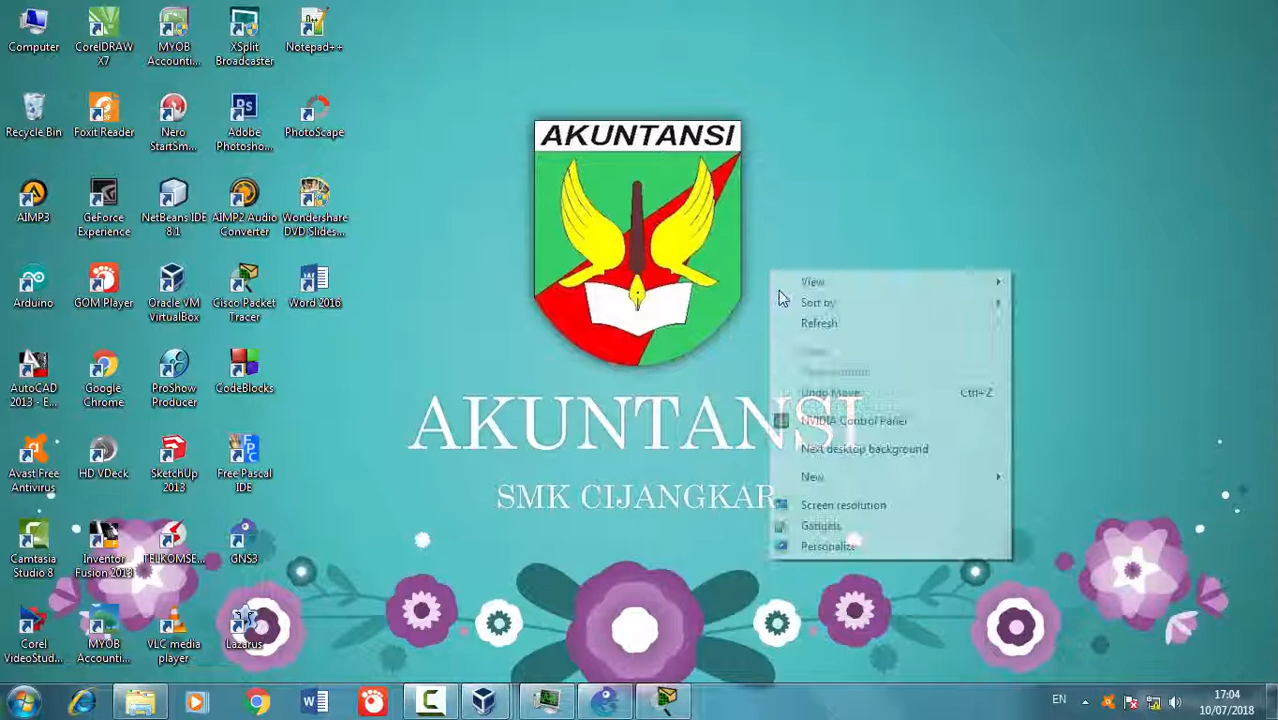 Computer
CorelDRAW
X7
MYOB
Accounti...
XSplit
Broadcaster
Notepad++
Recycle Bin
Foxit Reader
Nero
StartSm...
Adobe
Photosho...
PhotoScape
AIMP3
GeForce
Experience
NetBeans IDE
8.1
AIMP2 Audio
Converter
Wondershare
DVD Slides...
Arduino
GOM Player
Oracle VM
VirtualBox
Cisco Packet
Tracer
Word 2016
AutoCAD
2013 - E...
Google
Chrome
ProShow
Producer
CodeBlocks
Avast Free
Antivirus
HD VDeck
SketchUp
2013
Free Pascal
IDE
Camtasia
Studio 8
Inventor
Fusion 2013
TELKOMSE...
GNS3
Corel
VideoStud...
MYOB
Accounti...
VLC media
player
Lazarus
AKUNTANSI
AKUNTANSI
SMK CIJANGKAR
View
Sort by
Refresh
Undo Move Ctrl+Z
NVIDIA Control Panel
Next desktop background
New
Screen resolution
Gadgets
Personalize
EN
17:04
10/07/2018